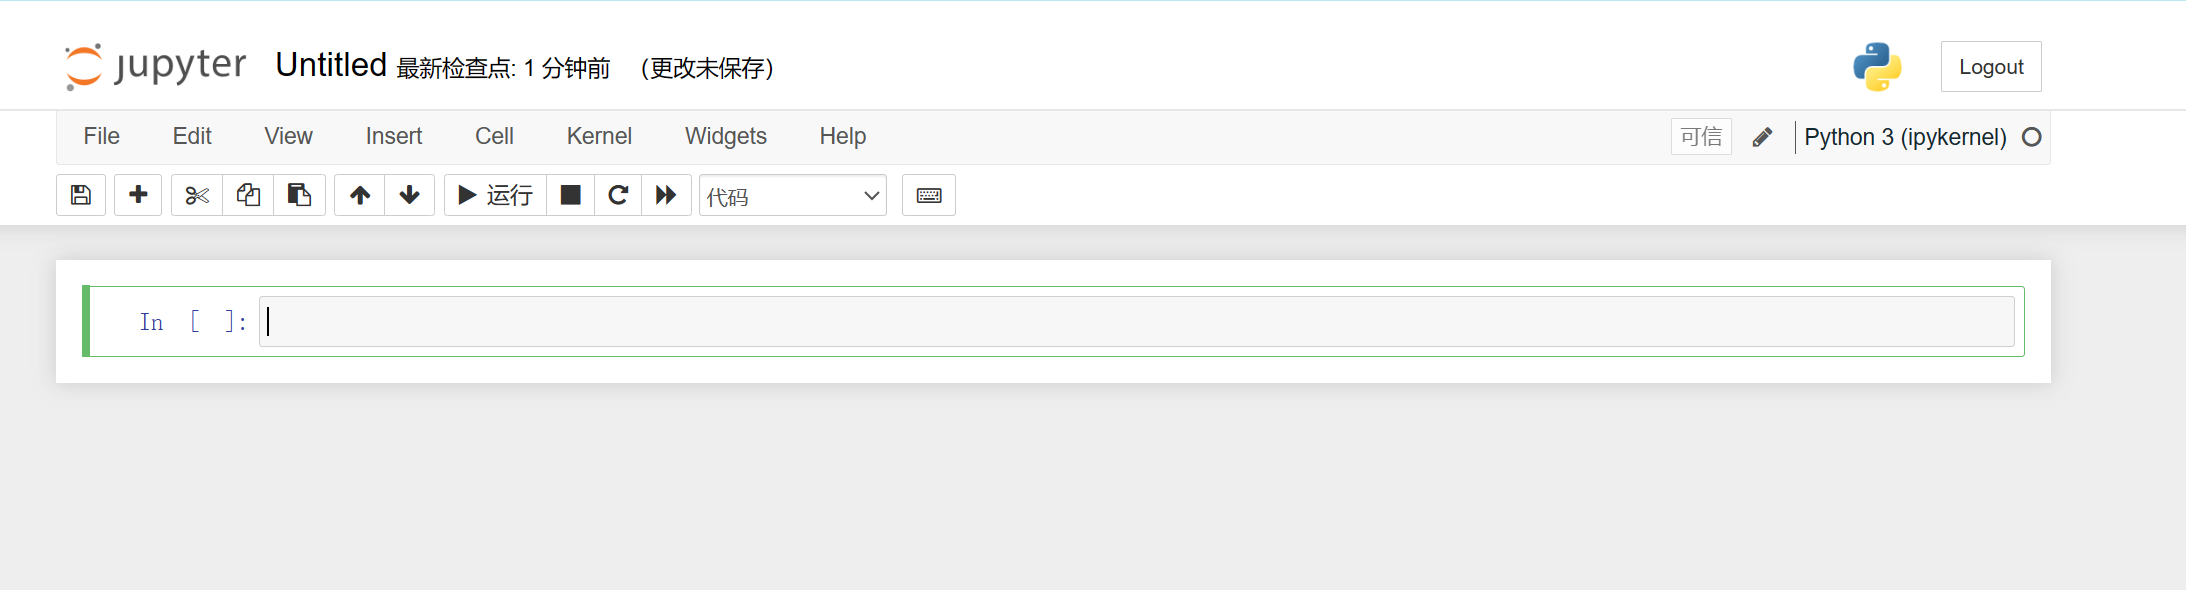 jupyter Untitled 最新检查点: 1 分钟前 (更改未保存) Logout
File Edit View Insert Cell Kernel Widgets Help 可信 Python 3 (ipykernel)
运行 代码
In [ ]: